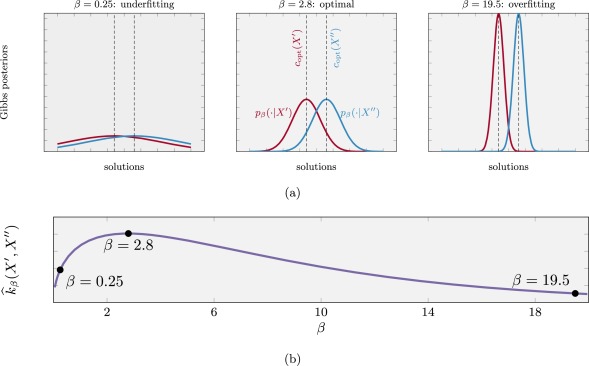 β = 0.25: underfitting
β = 2.8: optimal
β = 19.5: overfitting
Gibbs posteriors
c_opt(X′)
c_opt(X″)
p_β(·|X′)
p_β(·|X″)
solutions
solutions
solutions
(a)
k̂_β(X′, X″)
β = 2.8
β = 0.25
β = 19.5
2 6 10 14 18
β
(b)